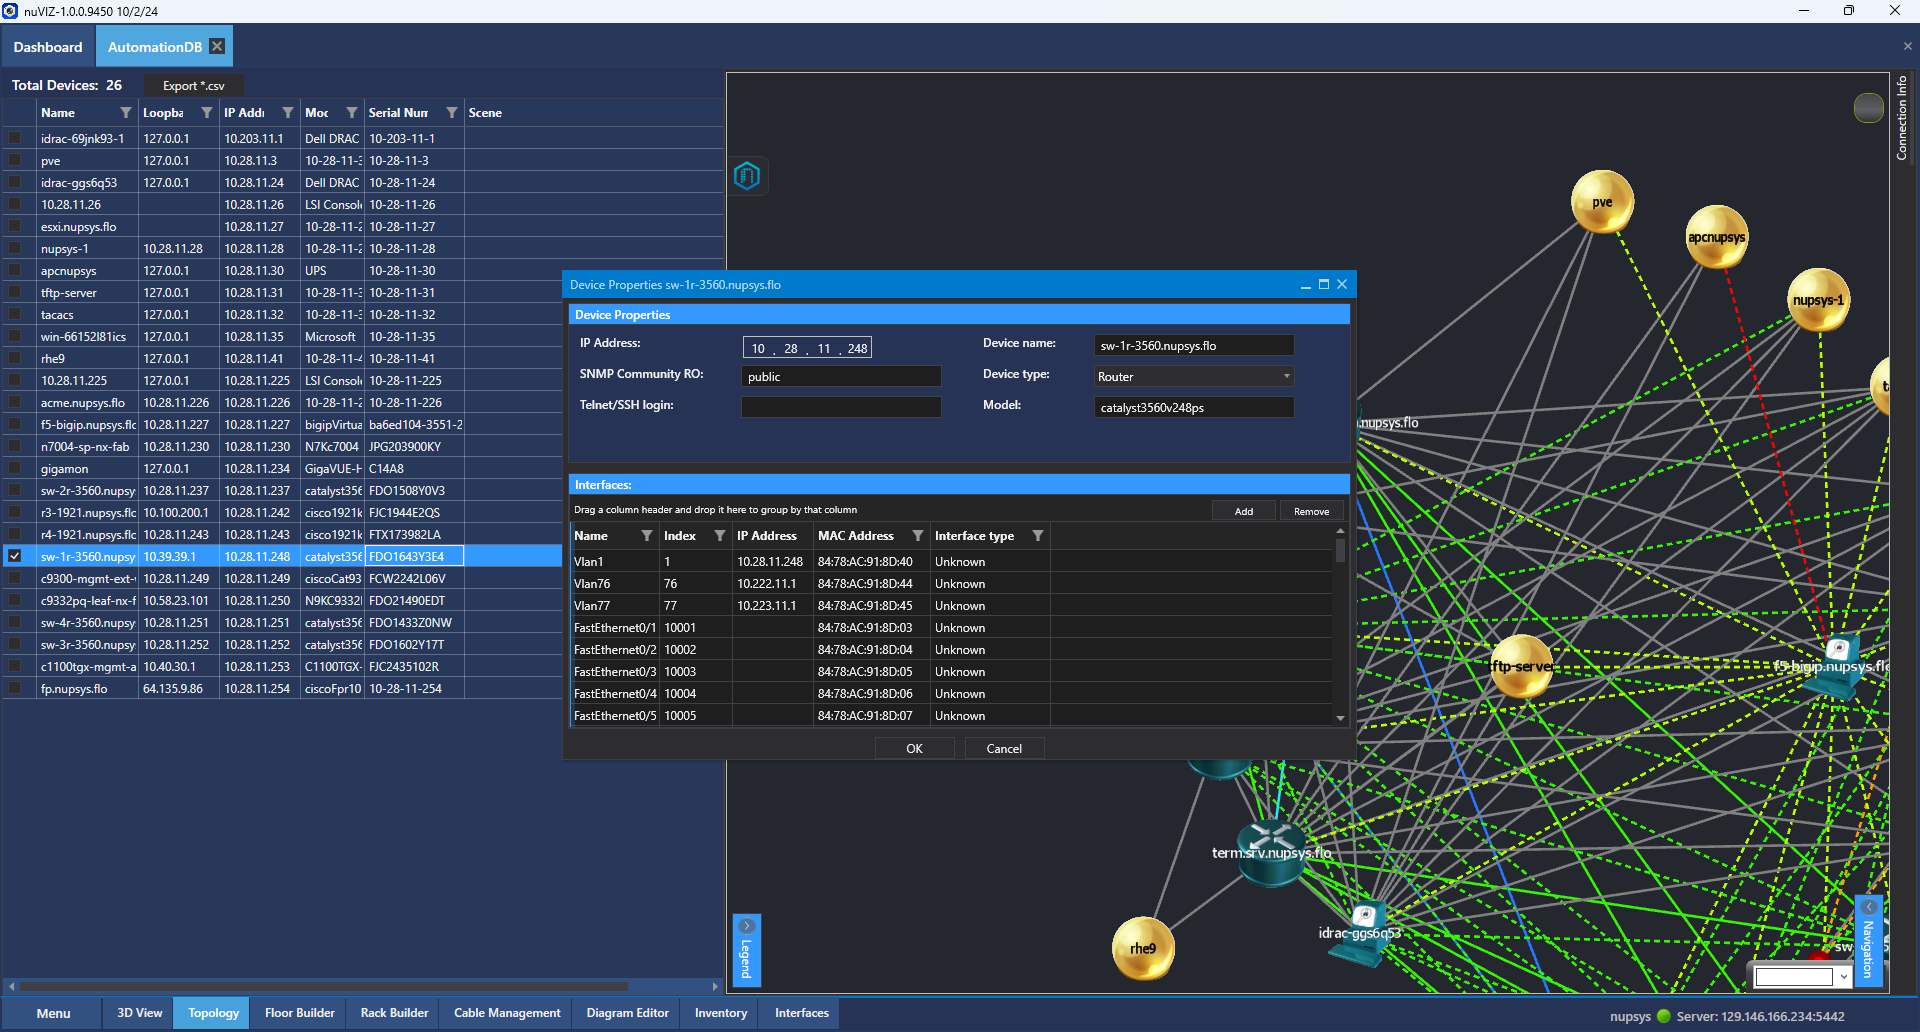 nuVIZ-1.0.0.9450 10/2/24
Dashboard AutomationDB
Total Devices: 26 Export *.csv
Name Loopba IP Addi Moc Serial Num Scene
idrac-69jnk93-1 127.0.0.1 10.203.11.1 Dell DRAC 10-203-11-1
pve 127.0.0.1 10.28.11.3 10-28-11-3 10-28-11-3
idrac-ggs6q53 127.0.0.1 10.28.11.24 Dell DRAC 10-28-11-24
10.28.11.26 10.28.11.26 LSI Consol 10-28-11-26
esxi.nupsys.flo 10.28.11.27 10-28-11-2 10-28-11-27
nupsys-1 10.28.11.28 10.28.11.28 10-28-11-2 10-28-11-28
apcnupsys 127.0.0.1 10.28.11.30 UPS 10-28-11-30
tftp-server 127.0.0.1 10.28.11.31 10-28-11-3 10-28-11-31
tacacs 127.0.0.1 10.28.11.32 10-28-11-3 10-28-11-32
win-66152l81ics 127.0.0.1 10.28.11.35 Microsoft 10-28-11-35
rhe9 127.0.0.1 10.28.11.41 10-28-11-4 10-28-11-41
10.28.11.225 127.0.0.1 10.28.11.225 LSI Consol 10-28-11-225
acme.nupsys.flo 10.28.11.226 10.28.11.226 10-28-11-2 10-28-11-226
f5-bigip.nupsys.flc 10.28.11.227 10.28.11.227 bigipVirtua ba6ed104-3551-2
n7004-sp-nx-fab 10.28.11.230 10.28.11.230 N7Kc7004 JPG203900KY
gigamon 127.0.0.1 10.28.11.234 GigaVUE-H C14A8
sw-2r-3560.nupsy 10.28.11.237 10.28.11.237 catalyst356 FDO1508Y0V3
r3-1921.nupsys.flc 10.100.200.1 10.28.11.242 cisco1921k FJC1944E2QS
r4-1921.nupsys.flc 10.28.11.243 10.28.11.243 cisco1921k FTX173982LA
sw-1r-3560.nupsy 10.39.39.1 10.28.11.248 catalyst356 FDO1643Y3E4
c9300-mgmt-ext- 10.28.11.249 10.28.11.249 ciscoCat93 FCW2242L06V
c9332pq-leaf-nx-f 10.58.23.101 10.28.11.250 N9KC9332 FDO21490EDT
sw-4r-3560.nupsy 10.28.11.251 10.28.11.251 catalyst356 FDO1433Z0NW
sw-3r-3560.nupsy 10.28.11.252 10.28.11.252 catalyst356 FDO1602Y17T
c1100tgx-mgmt-a 10.40.30.1 10.28.11.253 C1100TGX- FJC2435102R
fp.nupsys.flo 64.135.9.86 10.28.11.254 ciscoFpr10 10-28-11-254
Connection Info
pve
apcnupsys
nupsys-1
Device Properties sw-1r-3560.nupsys.flo
Device Properties
IP Address: 10 . 28 . 11 . 248 Device name: sw-1r-3560.nupsys.flo
SNMP Community RO: public Device type: Router
Telnet/SSH login: Model: catalyst3560v248ps
Interfaces:
Drag a column header and drop it here to group by that column Add Remove
Name Index IP Address MAC Address Interface type
Vlan1 1 10.28.11.248 84:78:AC:91:8D:40 Unknown
Vlan76 76 10.222.11.1 84:78:AC:91:8D:44 Unknown
Vlan77 77 10.223.11.1 84:78:AC:91:8D:45 Unknown
FastEthernet0/1 10001 84:78:AC:91:8D:03 Unknown
FastEthernet0/2 10002 84:78:AC:91:8D:04 Unknown
FastEthernet0/3 10003 84:78:AC:91:8D:05 Unknown
FastEthernet0/4 10004 84:78:AC:91:8D:06 Unknown
FastEthernet0/5 10005 84:78:AC:91:8D:07 Unknown
OK Cancel
.nupsys.flo
tftp-server
f5-bigip.nupsys.flo
term.srv.nupsys.flo
idrac-ggs6q53
rhe9
sw
Legend
Navigation
Menu 3D View Topology Floor Builder Rack Builder Cable Management Diagram Editor Inventory Interfaces
nupsys Server: 129.146.166.234:5442